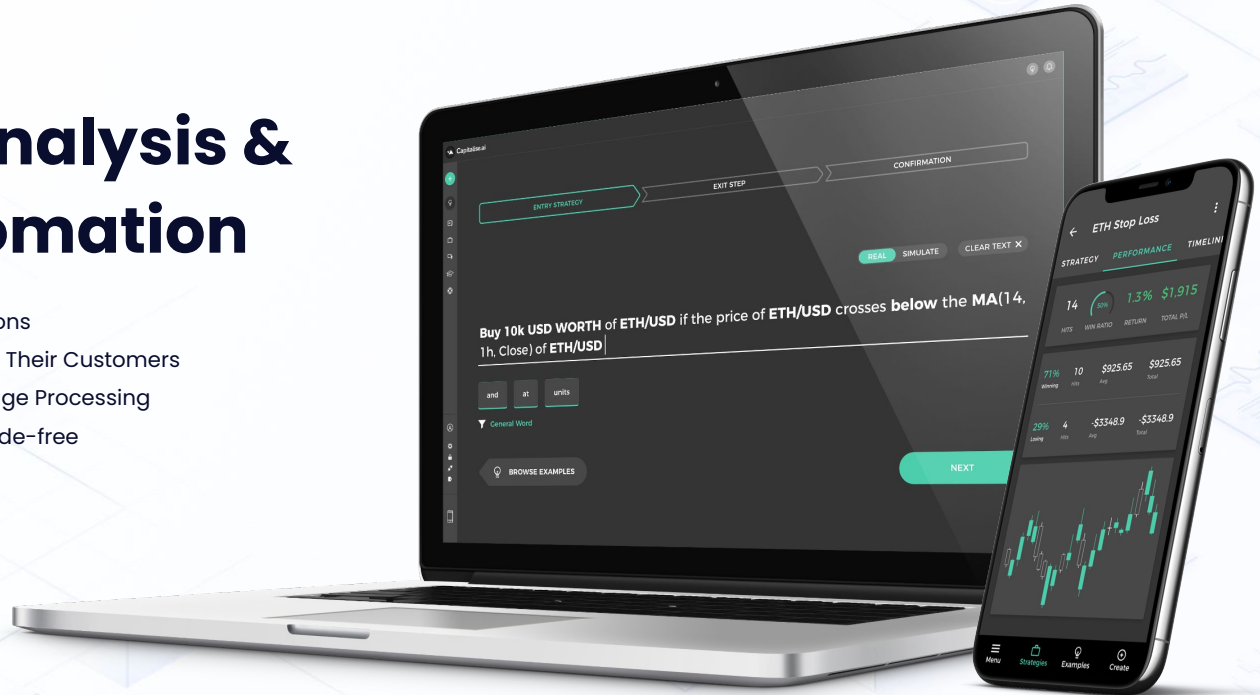 nalysis &
omation
ons
Their Customers
ge Processing
de-free
Capitalise.ai
ENTRY STRATEGY
EXIT STEP
CONFIRMATION
REAL
SIMULATE
CLEAR TEXT X
Buy 10k USD WORTH of ETH/USD if the price of ETH/USD crosses below the MA(14,
1h, Close) of ETH/USD
and
at
units
General Word
BROWSE EXAMPLES
NEXT
ETH Stop Loss
STRATEGY PERFORMANCE TIMELIN
14 50% 1.3% $1,915
HITS WIN RATIO RETURN TOTAL P/L
71% 10 $925.65 $925.65
Winning Hits Avg Total
29% 4 -$3348.9 -$3348.9
Losing Hits Avg Total
Menu Strategies Examples Create